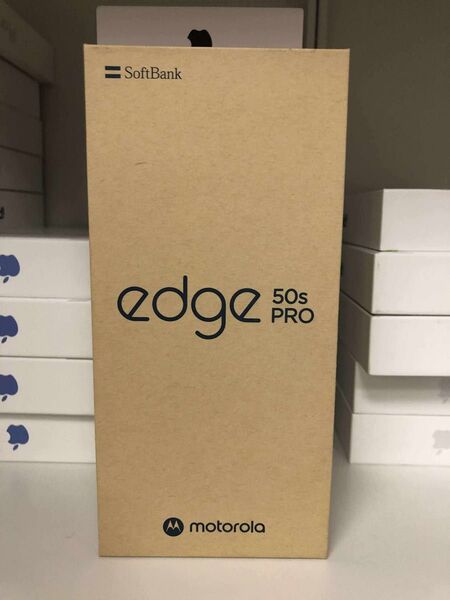 SoftBank
edge 50s
PRO
motorola